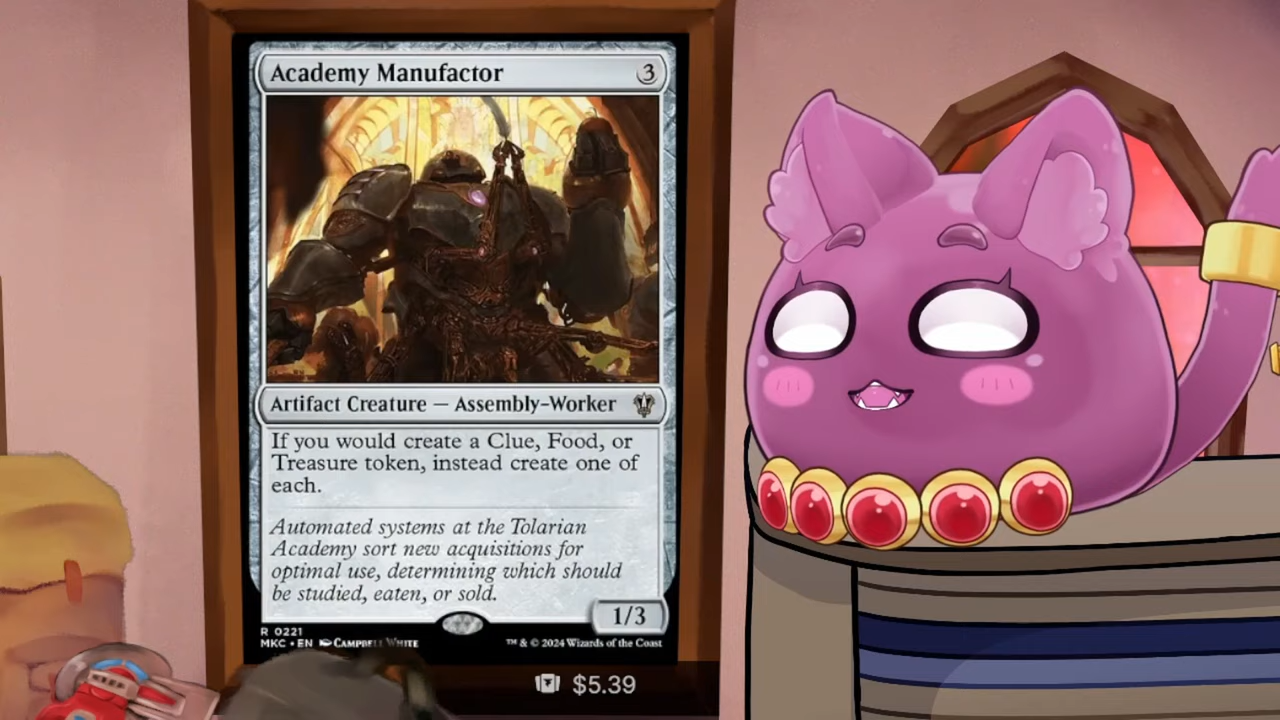 Academy Manufactor 3
Artifact Creature — Assembly-Worker
If you would create a Clue, Food, or
Treasure token, instead create one of
each.
Automated systems at the Tolarian
Academy sort new acquisitions for
optimal use, determining which should
be studied, eaten, or sold.
1/3
R 0221
MKC • EN CAMPBELL WHITE
™ & © 2024 Wizards of the Coast
$5.39